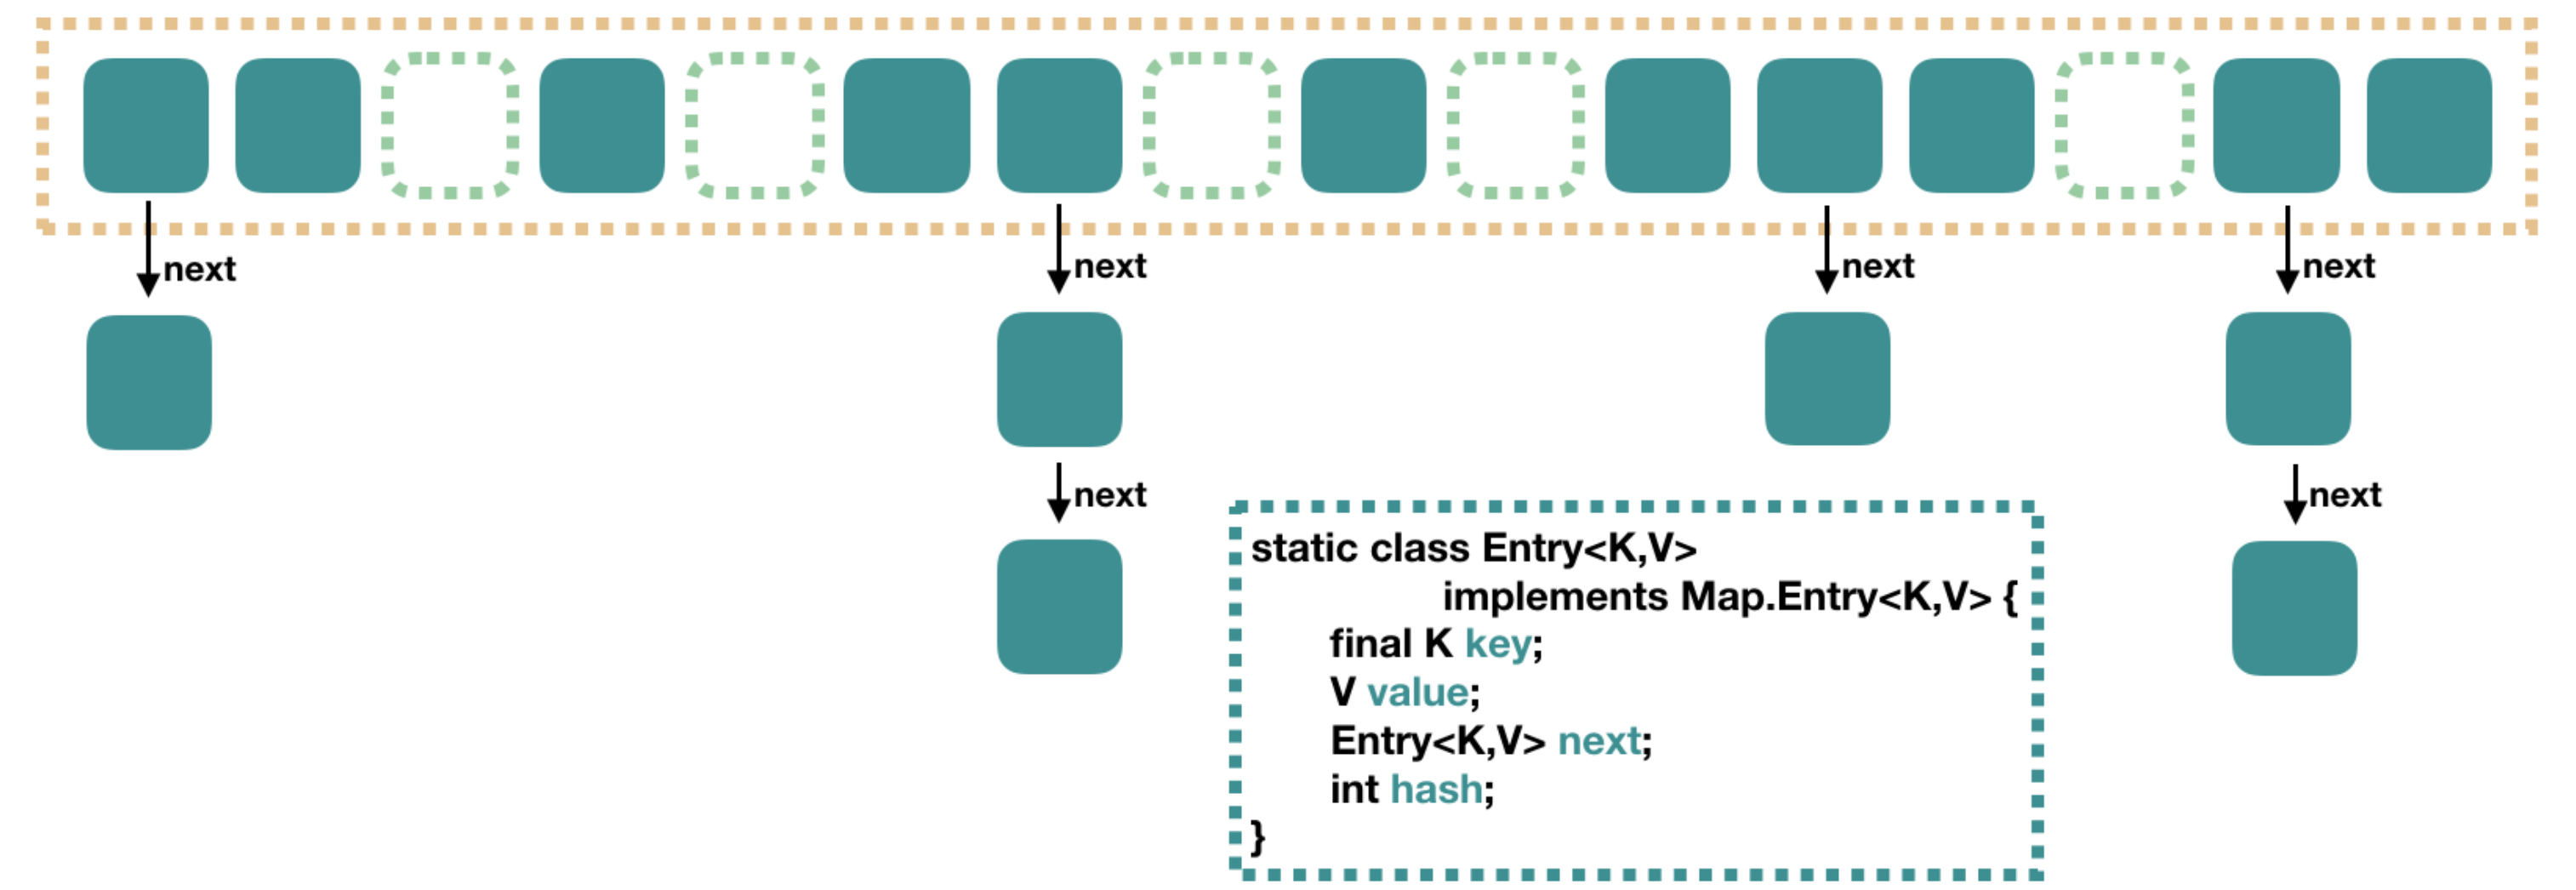 next
next
next
next
next
next
static class Entry<K,V>
implements Map.Entry<K,V> {
final K key;
V value;
Entry<K,V> next;
int hash;
}